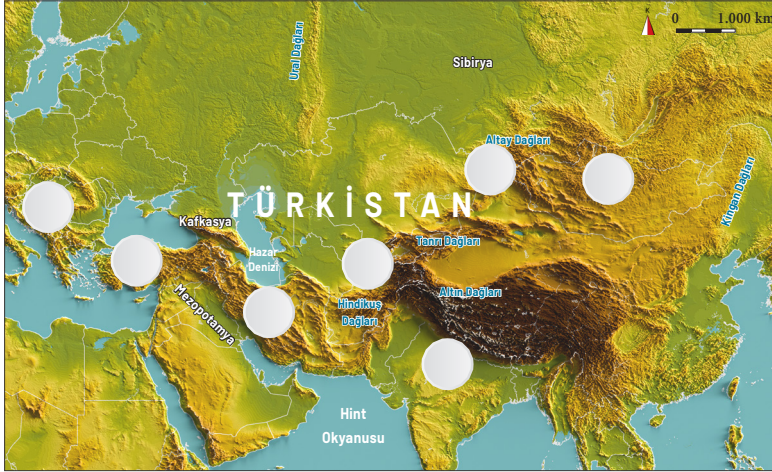 K
0 1.000 km
Ural Dağları
Sibirya
Altay Dağları
Kingan Dağları
TÜRKİSTAN
Kafkasya
Hazar
Denizi
Tanrı Dağları
Mezopotamya
Hindikuş
Dağları
Altın Dağları
Hint
Okyanusu